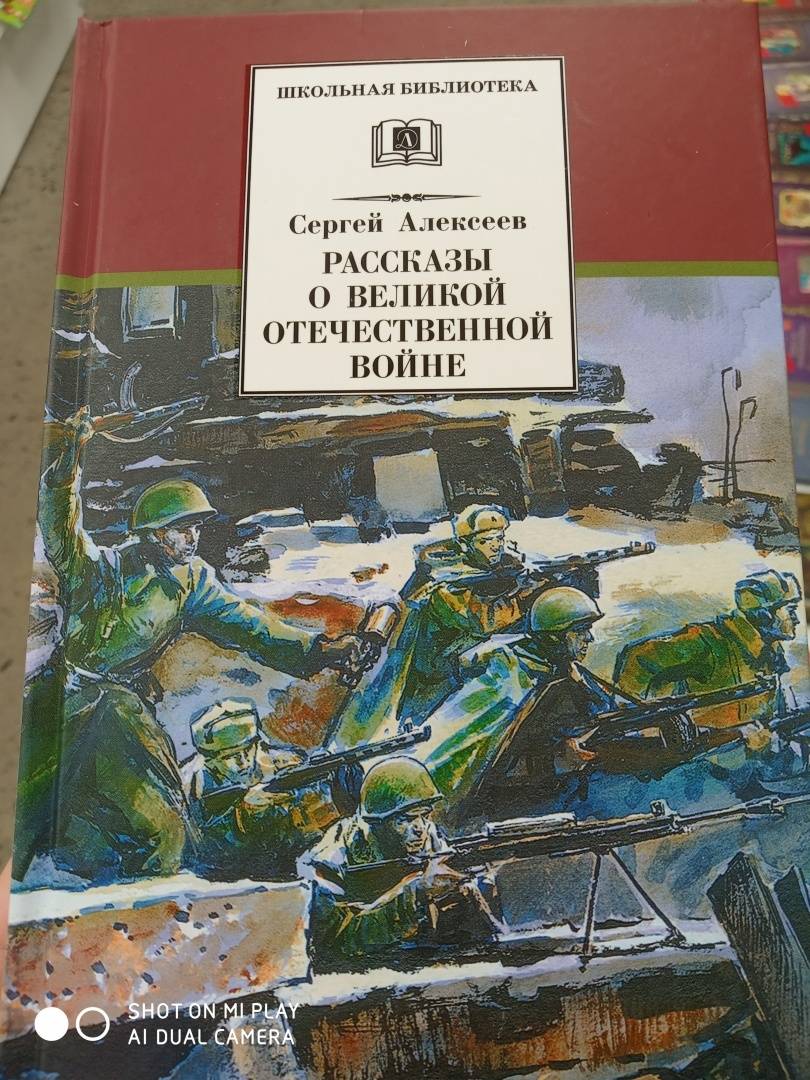 ШКОЛЬНАЯ БИБЛИОТЕКА
Д
Сергей Алексеев
РАССКАЗЫ
О ВЕЛИКОЙ
ОТЕЧЕСТВЕННОЙ
ВОЙНЕ
SHOT ON MI PLAY
AI DUAL CAMERA